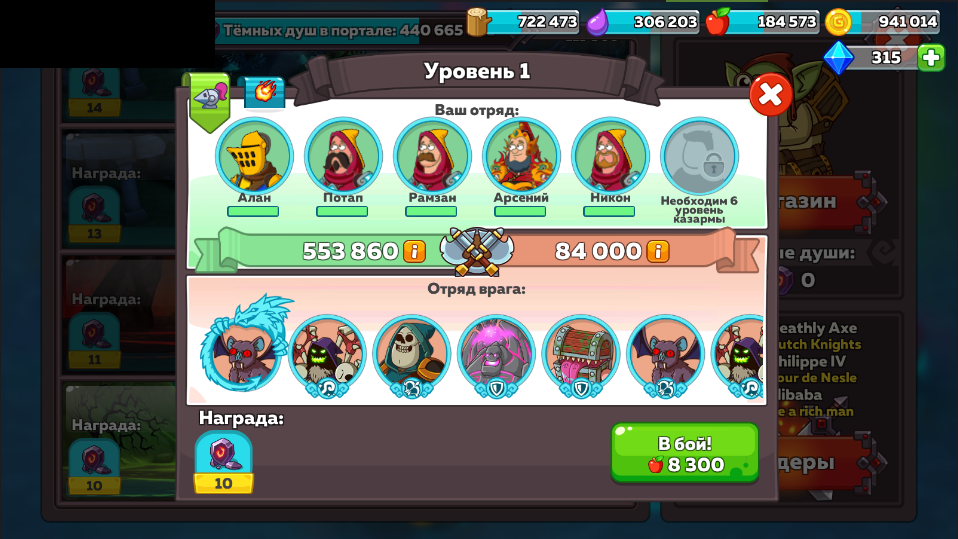 Тёмных душ в портале: 440 665
722 473
306 203
184 573
941 014
315
Уровень 1
14
Ваш отряд:
Алан
Потап
Рамзан
Арсений
Никон
Необходим 6
уровень
казармы
Награда:
13
азин
553 860
84 000
е души:
0
Отряд врага:
Награда:
11
eathly Axe
utch Knights
hilippe IV
our de Nesle
libaba
e a rich man
Награда:
10
Награда:
10
В бой!
8 300
деры